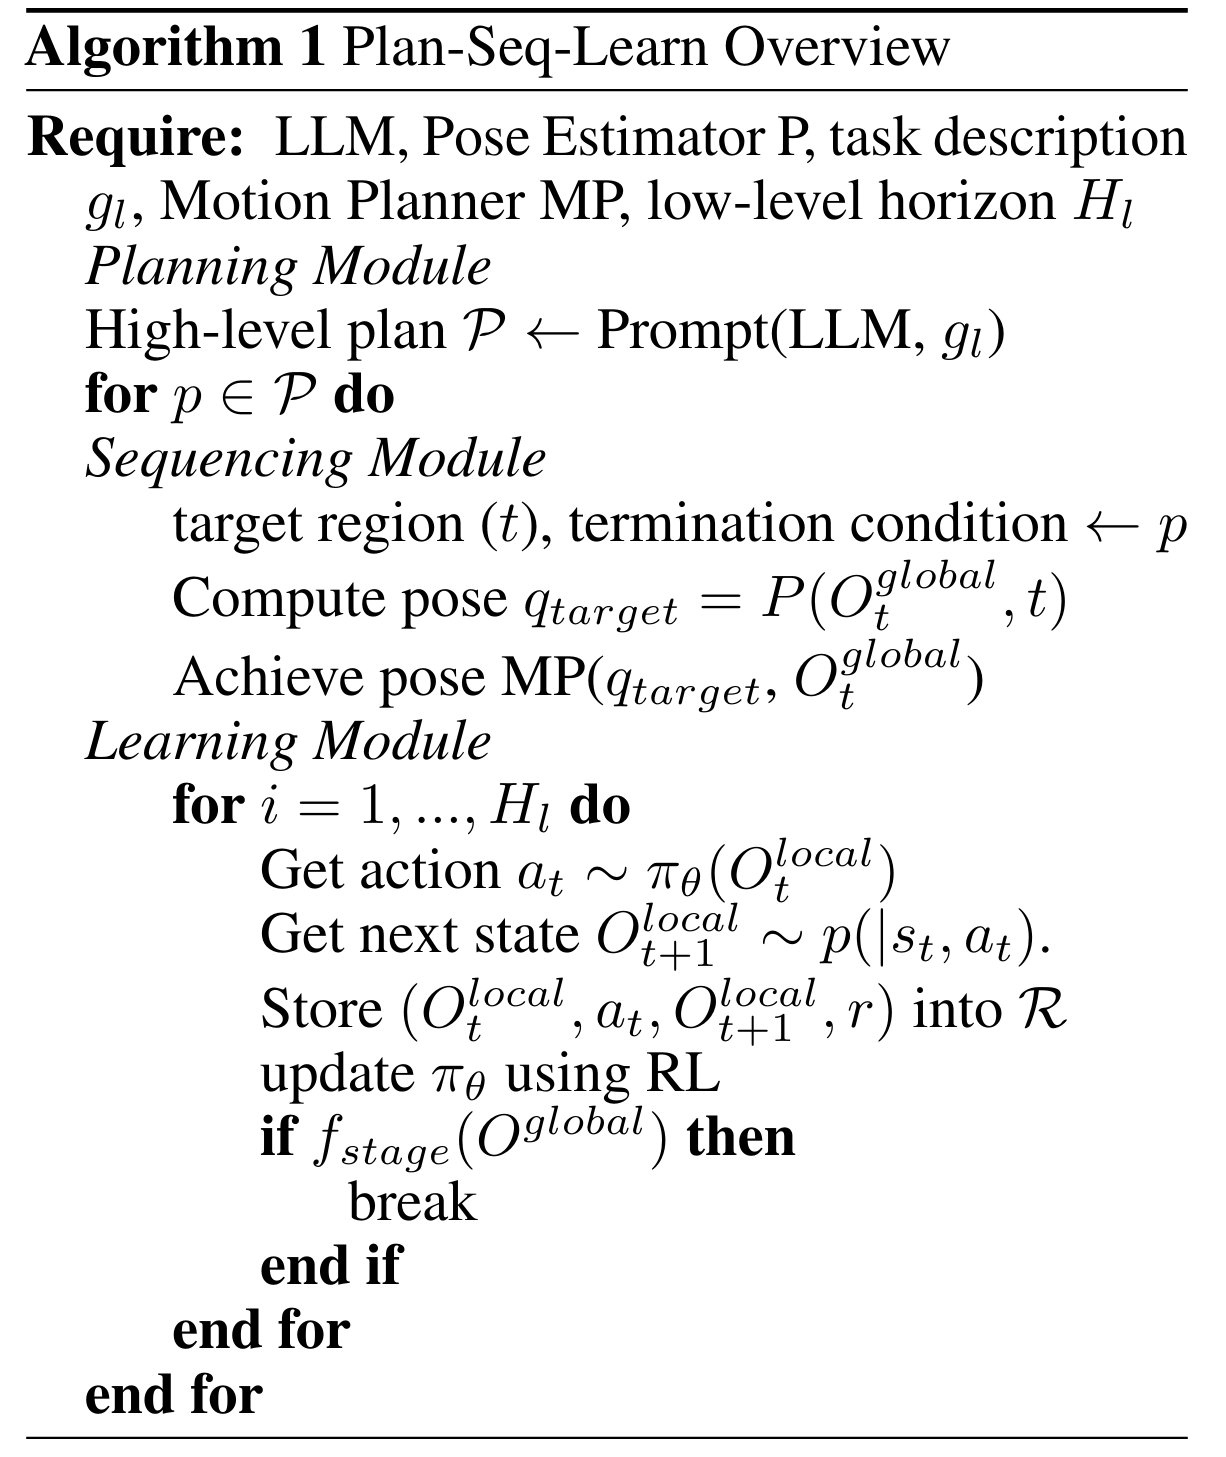 Algorithm 1 Plan-Seq-Learn Overview
Require: LLM, Pose Estimator P, task description
$g_l$, Motion Planner MP, low-level horizon $H_l$
Planning Module
High-level plan $\mathcal{P} \leftarrow$ Prompt(LLM, $g_l$)
for $p \in \mathcal{P}$ do
Sequencing Module
target region $(t)$, termination condition $\leftarrow p$
Compute pose $q_{target} = P(O_t^{global}, t)$
Achieve pose MP($q_{target}$, $O_t^{global}$)
Learning Module
for $i = 1, ..., H_l$ do
Get action $a_t \sim \pi_\theta(O_t^{local})$
Get next state $O_{t+1}^{local} \sim p(|s_t, a_t)$.
Store $(O_t^{local}, a_t, O_{t+1}^{local}, r)$ into $\mathcal{R}$
update $\pi_\theta$ using RL
if $f_{stage}(O^{global})$ then
break
end if
end for
end for